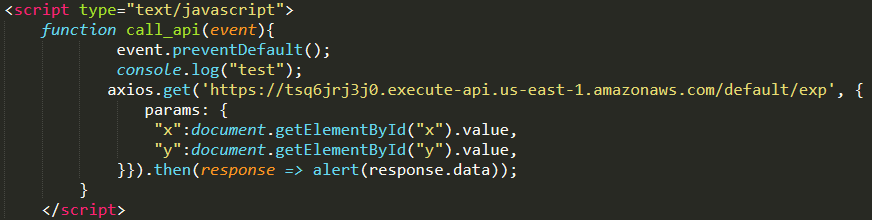 <script type="text/javascript">
function call_api(event){
event.preventDefault();
console.log("test");
axios.get('https://tsq6jrj3j0.execute-api.us-east-1.amazonaws.com/default/exp', {
params: {
"x":document.getElementById("x").value,
"y":document.getElementById("y").value,
}}).then(response => alert(response.data));
}
</script>